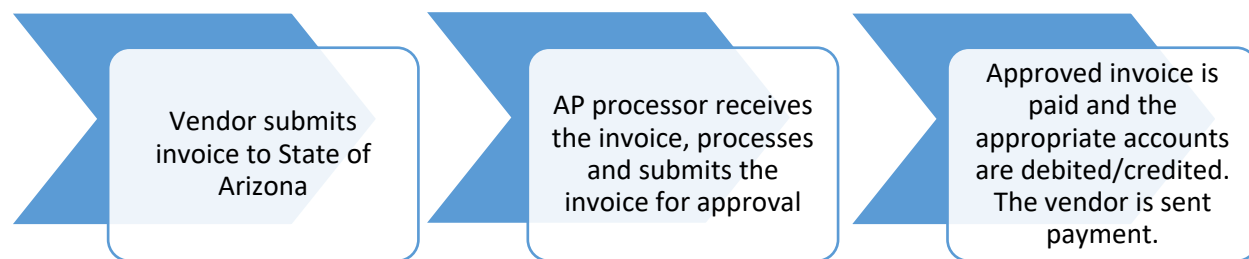 Vendor submits
invoice to State of
Arizona
AP processor receives
the invoice, processes
and submits the
invoice for approval
Approved invoice is
paid and the
appropriate accounts
are debited/credited.
The vendor is sent
payment.